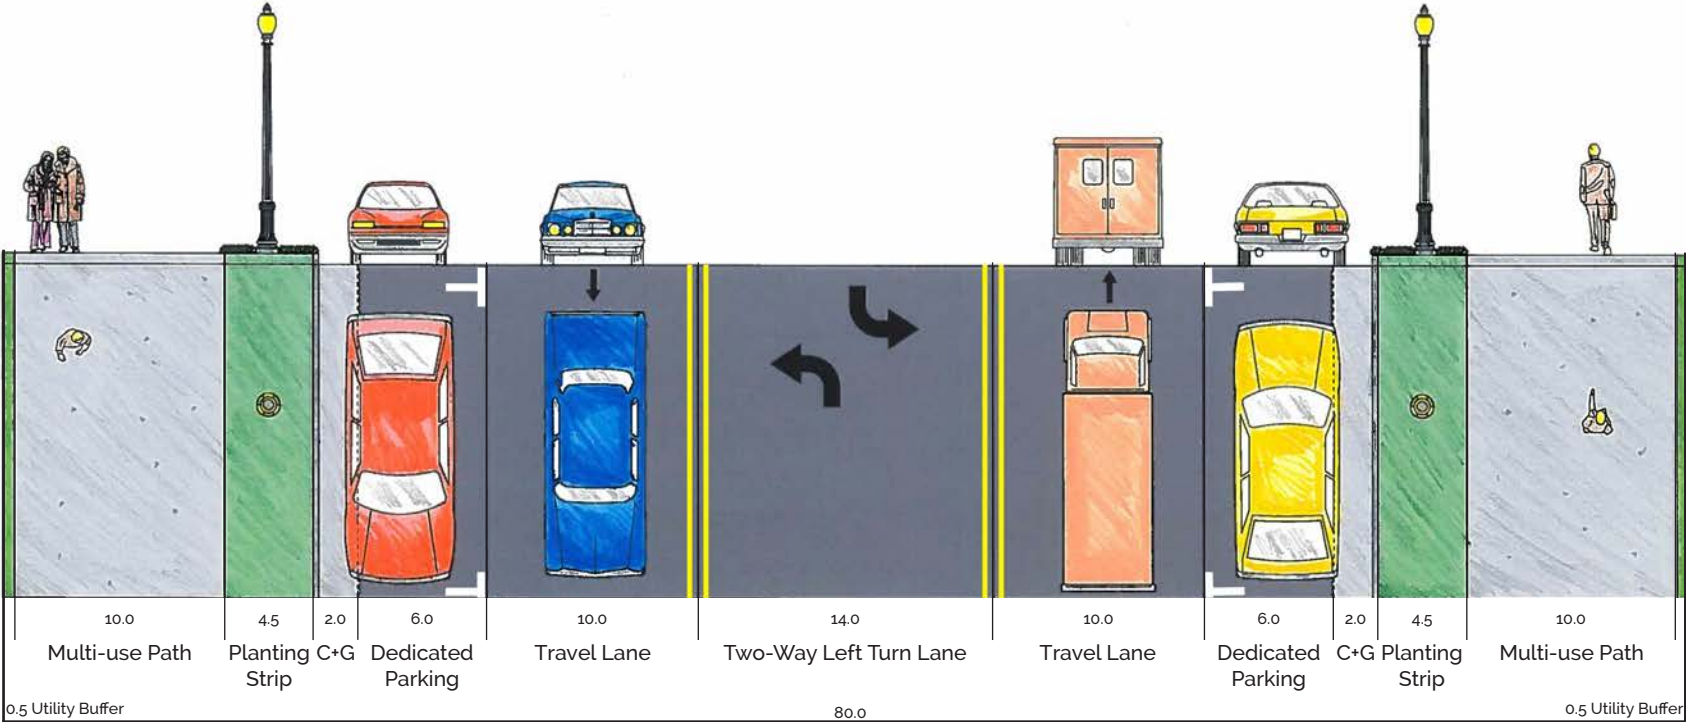 10.0 4.5 2.0 6.0 10.0 14.0 10.0 6.0 2.0 4.5 10.0
Multi-use Path Planting C+G Dedicated Travel Lane Two-Way Left Turn Lane Travel Lane Dedicated C+G Planting Multi-use Path
Strip Parking Parking Strip
0.5 Utility Buffer 80.0 0.5 Utility Buffer